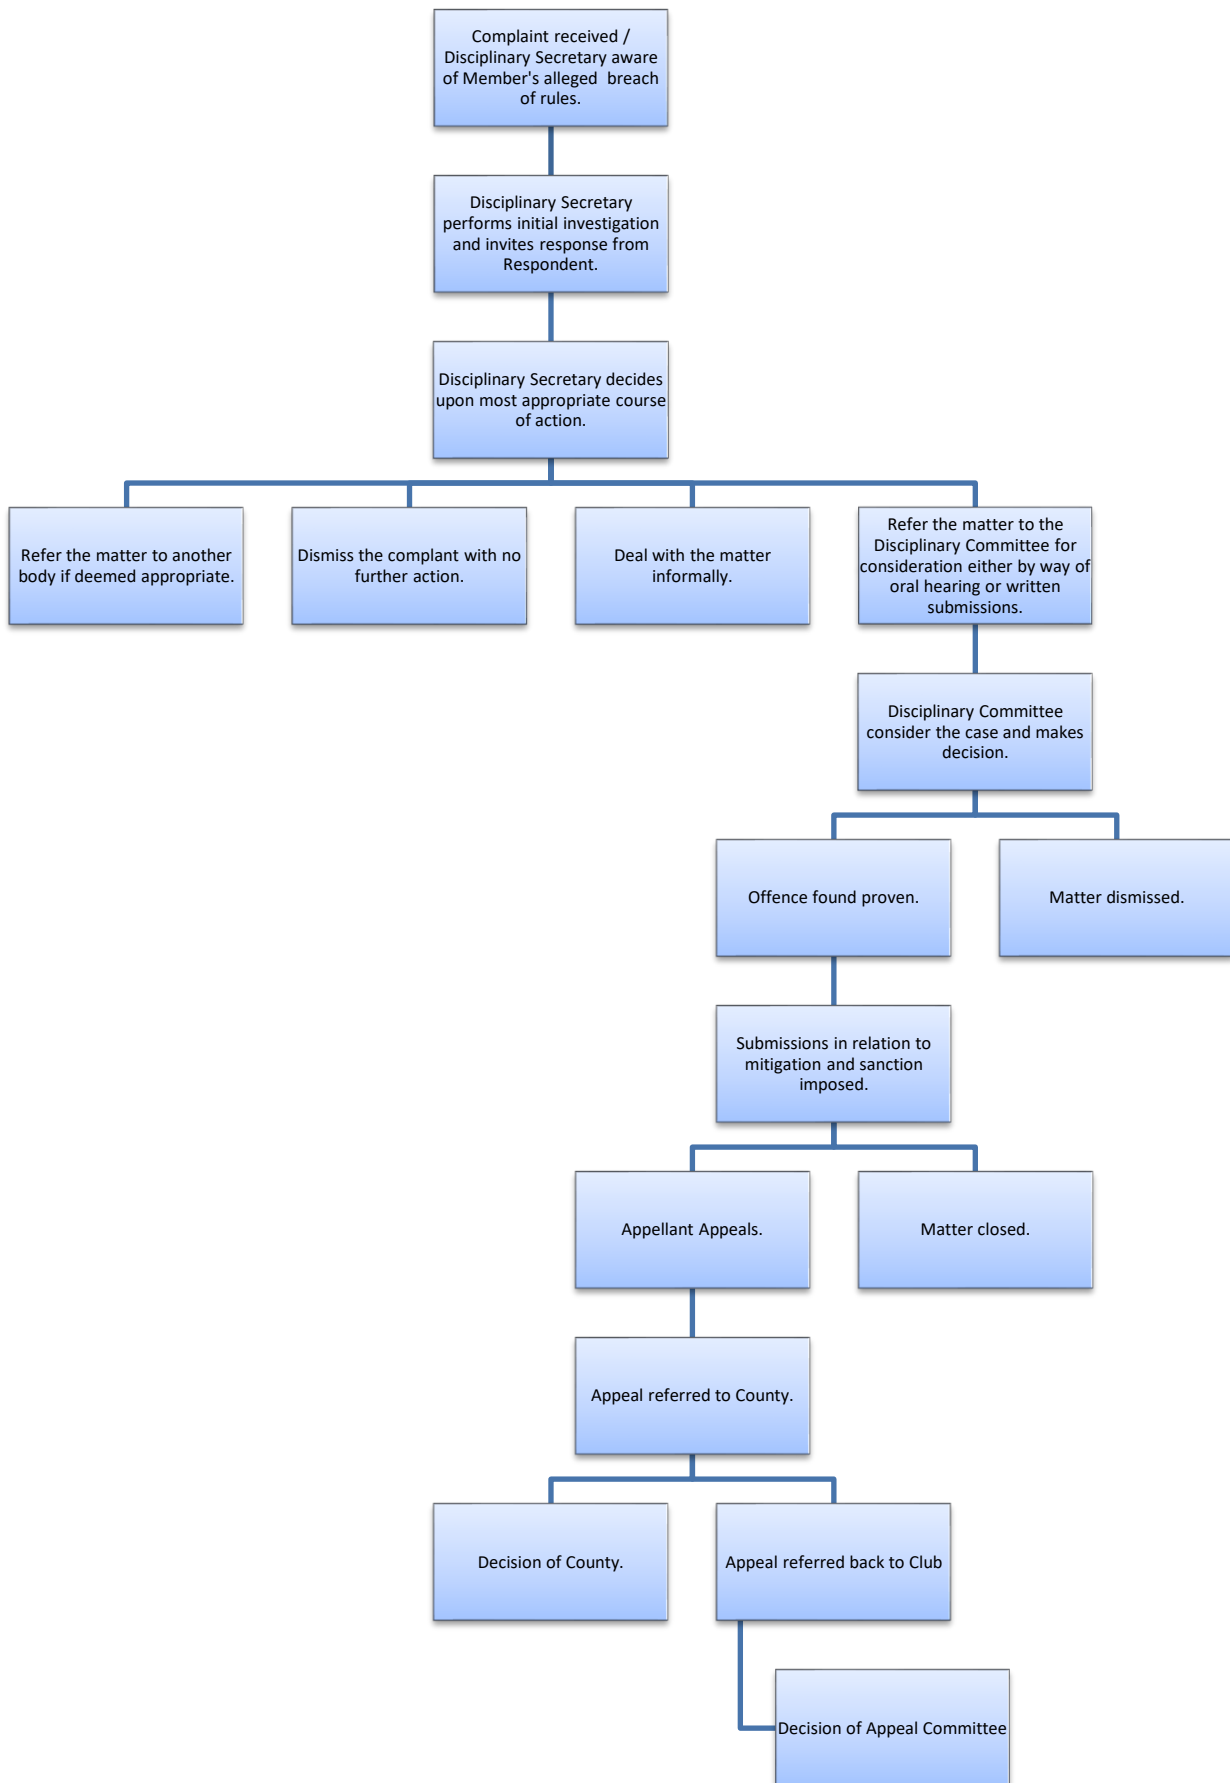 Complaint received /
Disciplinary Secretary aware
of Member's alleged  breach
of rules.
Disciplinary Secretary
performs initial investigation
and invites response from
Respondent.
Disciplinary Secretary decides
upon most appropriate course
of action.
Refer the matter to another
body if deemed appropriate.
Dismiss the complant with no
further action.
Deal with the matter
informally.
Refer the matter to the
Disciplinary Committee for
consideration either by way of
oral hearing or written
submissions.
Disciplinary Committee
consider the case and makes
decision.
Offence found proven.
Matter dismissed.
Submissions in relation to
mitigation and sanction
imposed.
Appellant Appeals.
Matter closed.
Appeal referred to County.
Decision of County.
Appeal referred back to Club
Decision of Appeal Committee